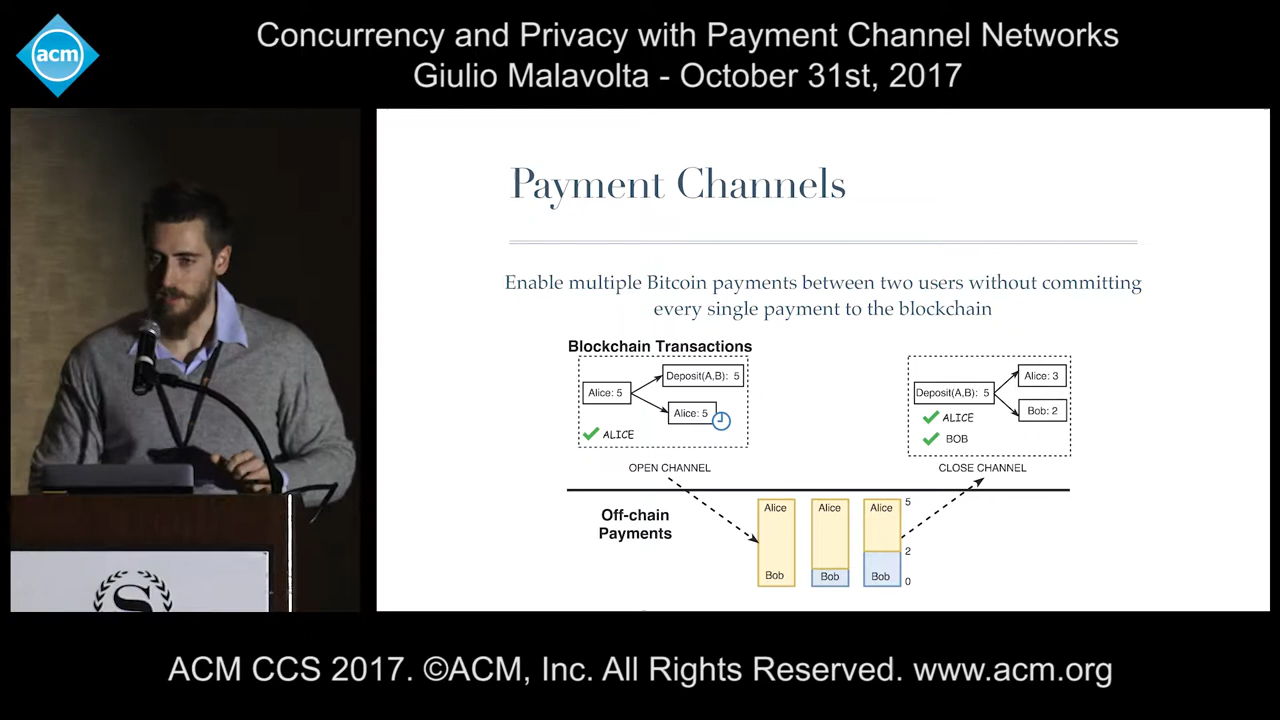 acm
Concurrency and Privacy with Payment Channel Networks
Giulio Malavolta - October 31st, 2017
Payment Channels
Enable multiple Bitcoin payments between two users without committing
every single payment to the blockchain
Blockchain Transactions
Alice: 5
Deposit(A,B): 5
Alice: 5
ALICE
OPEN CHANNEL
Deposit(A,B): 5
Alice: 3
Bob: 2
ALICE
BOB
CLOSE CHANNEL
Off-chain
Payments
Alice
Bob
Alice
Bob
Alice
Bob
5
2
0
S
ACM CCS 2017. ©ACM, Inc. All Rights Reserved. www.acm.org